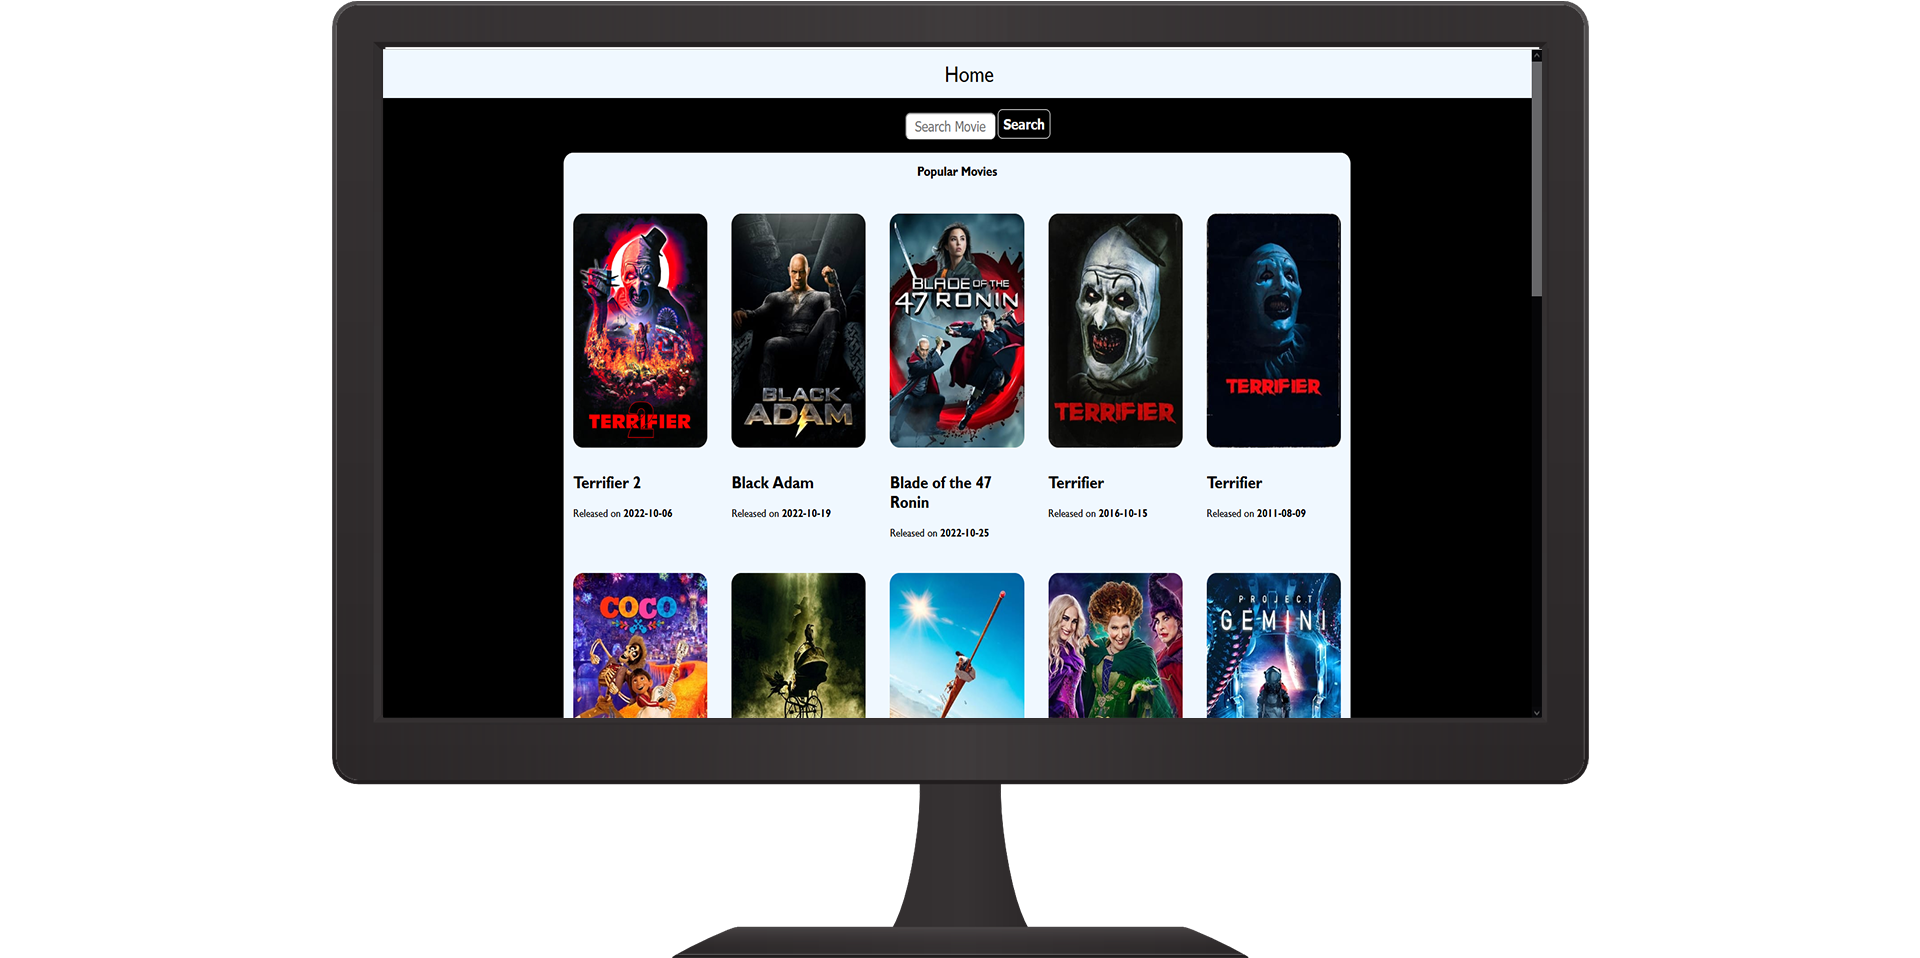 Home
Search Movie
Search
Popular Movies
TERRIFIER
2
BLACK
ADAM
BLADE OF THE
47 RONIN
TERRIFIER
TERRIFIER
Terrifier 2
Released on 2022-10-06
Black Adam
Released on 2022-10-19
Blade of the 47
Ronin
Released on 2022-10-25
Terrifier
Released on 2016-10-15
Terrifier
Released on 2011-08-09
COCO
PROJECT
GEMINI